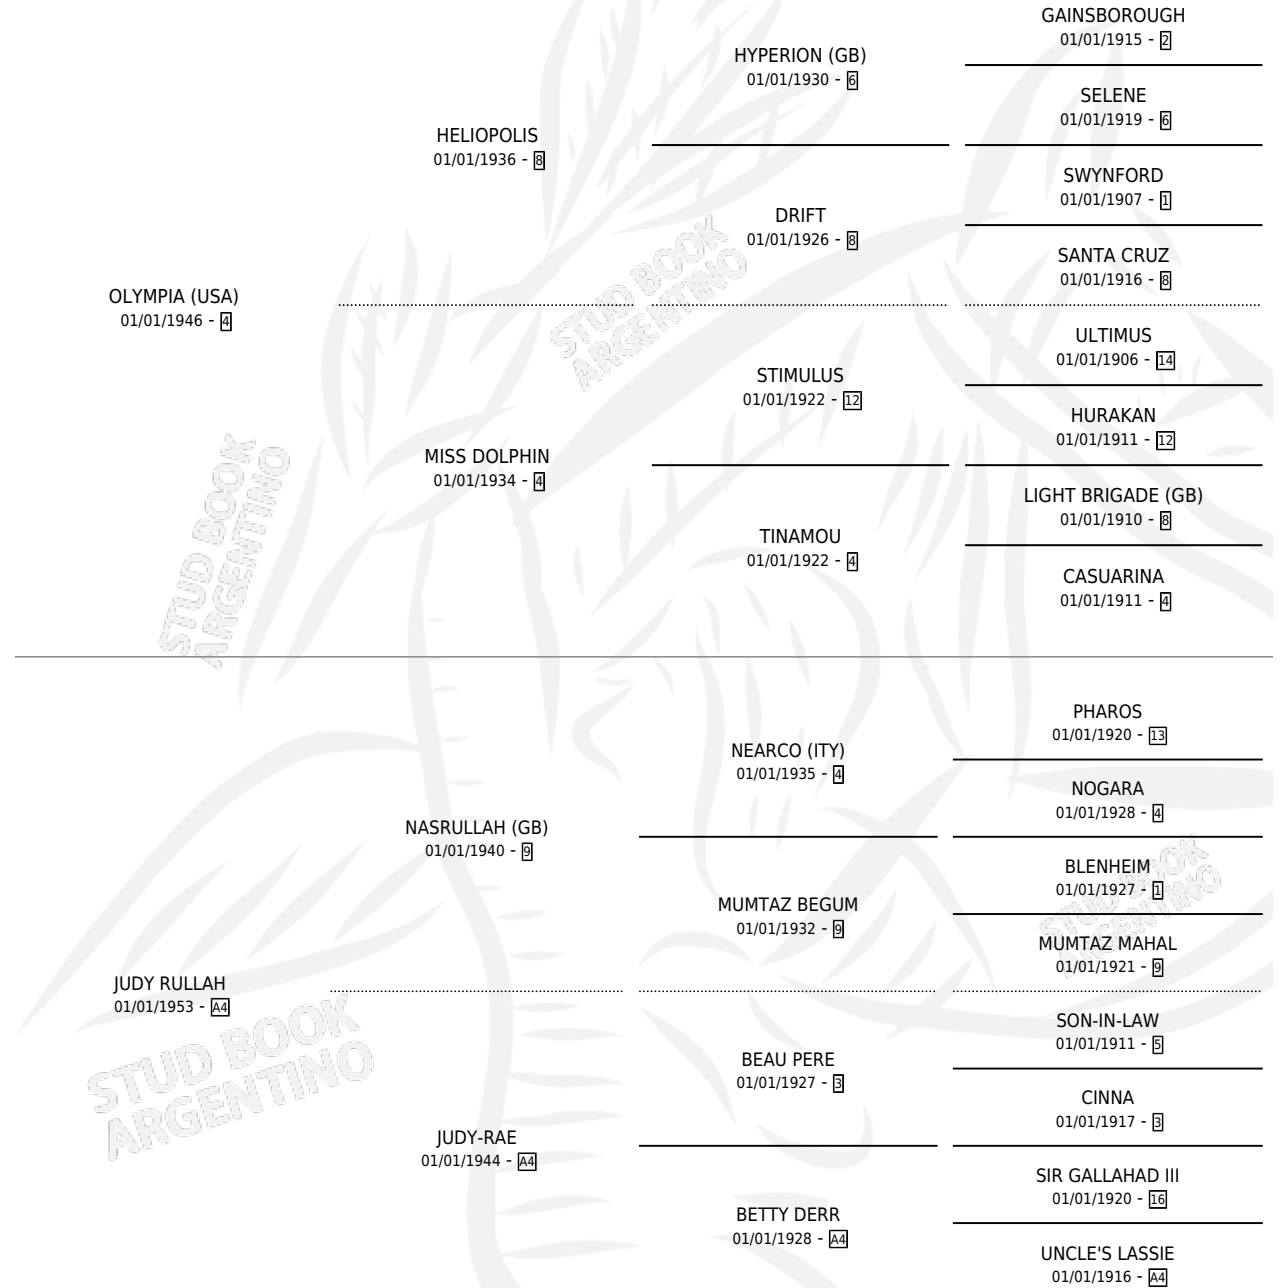 GAINSBOROUGH
01/01/1915 - 2
HYPERION (GB)
01/01/1930 - 6
SELENE
01/01/1919 - 6
HELIOPOLIS
01/01/1936 - 8
SWYNFORD
01/01/1907 - 1
DRIFT
01/01/1926 - 8
SANTA CRUZ
01/01/1916 - 8
OLYMPIA (USA)
01/01/1946 - 4
STUD BOOK
ARGENTINO
ULTIMUS
01/01/1906 - 14
STIMULUS
01/01/1922 - 12
HURAKAN
01/01/1911 - 12
MISS DOLPHIN
01/01/1934 - 4
LIGHT BRIGADE (GB)
01/01/1910 - 8
TINAMOU
01/01/1922 - 4
CASUARINA
01/01/1911 - 4
STUD BOOK
ARGENTINO
PHAROS
01/01/1920 - 13
NEARCO (ITY)
01/01/1935 - 4
NOGARA
01/01/1928 - 4
NASRULLAH (GB)
01/01/1940 - 9
BLENHEIM
01/01/1927 - 1
MUMTAZ BEGUM
01/01/1932 - 9
STUD BOOK
ARGENTINO
MUMTAZ MAHAL
01/01/1921 - 9
JUDY RULLAH
01/01/1953 - A4
SON-IN-LAW
01/01/1911 - 5
BEAU PERE
01/01/1927 - 3
STUD BOOK
ARGENTINO
CINNA
01/01/1917 - 3
JUDY-RAE
01/01/1944 - A4
SIR GALLAHAD III
01/01/1920 - 16
BETTY DERR
01/01/1928 - A4
UNCLE'S LASSIE
01/01/1916 - A4